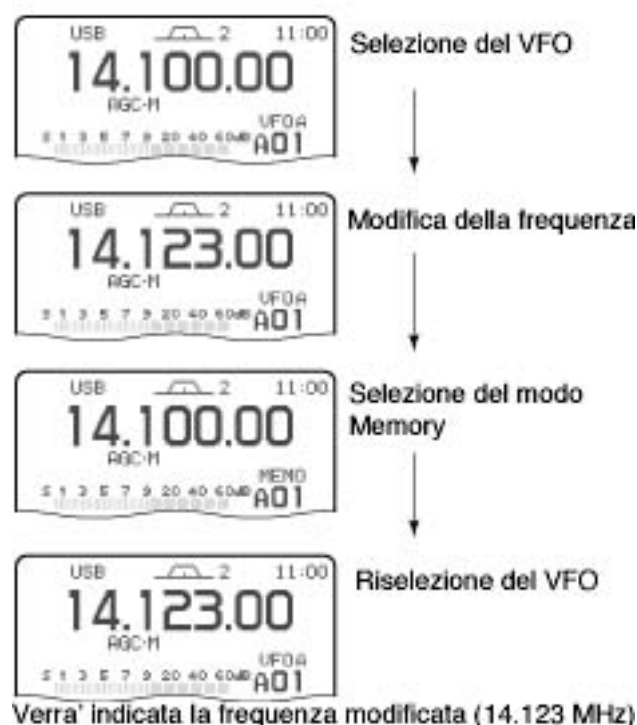 USB 2 11:00
14.100.00
AGC-M
VFOA
S 1 3 5 7 9 20 40 60dB A01
Selezione del VFO
USB 2 11:00
14.123.00
AGC-M
VFOA
S 1 3 5 7 9 20 40 60dB A01
Modifica della frequenza
USB 2 11:00
14.100.00
AGC-M
MEMO
S 1 3 5 7 9 20 40 60dB A01
Selezione del modo
Memory
USB 2 11:00
14.123.00
AGC-M
VFOA
S 1 3 5 7 9 20 40 60dB A01
Riselezione del VFO
Verra' indicata la frequenza modificata (14.123 MHz)